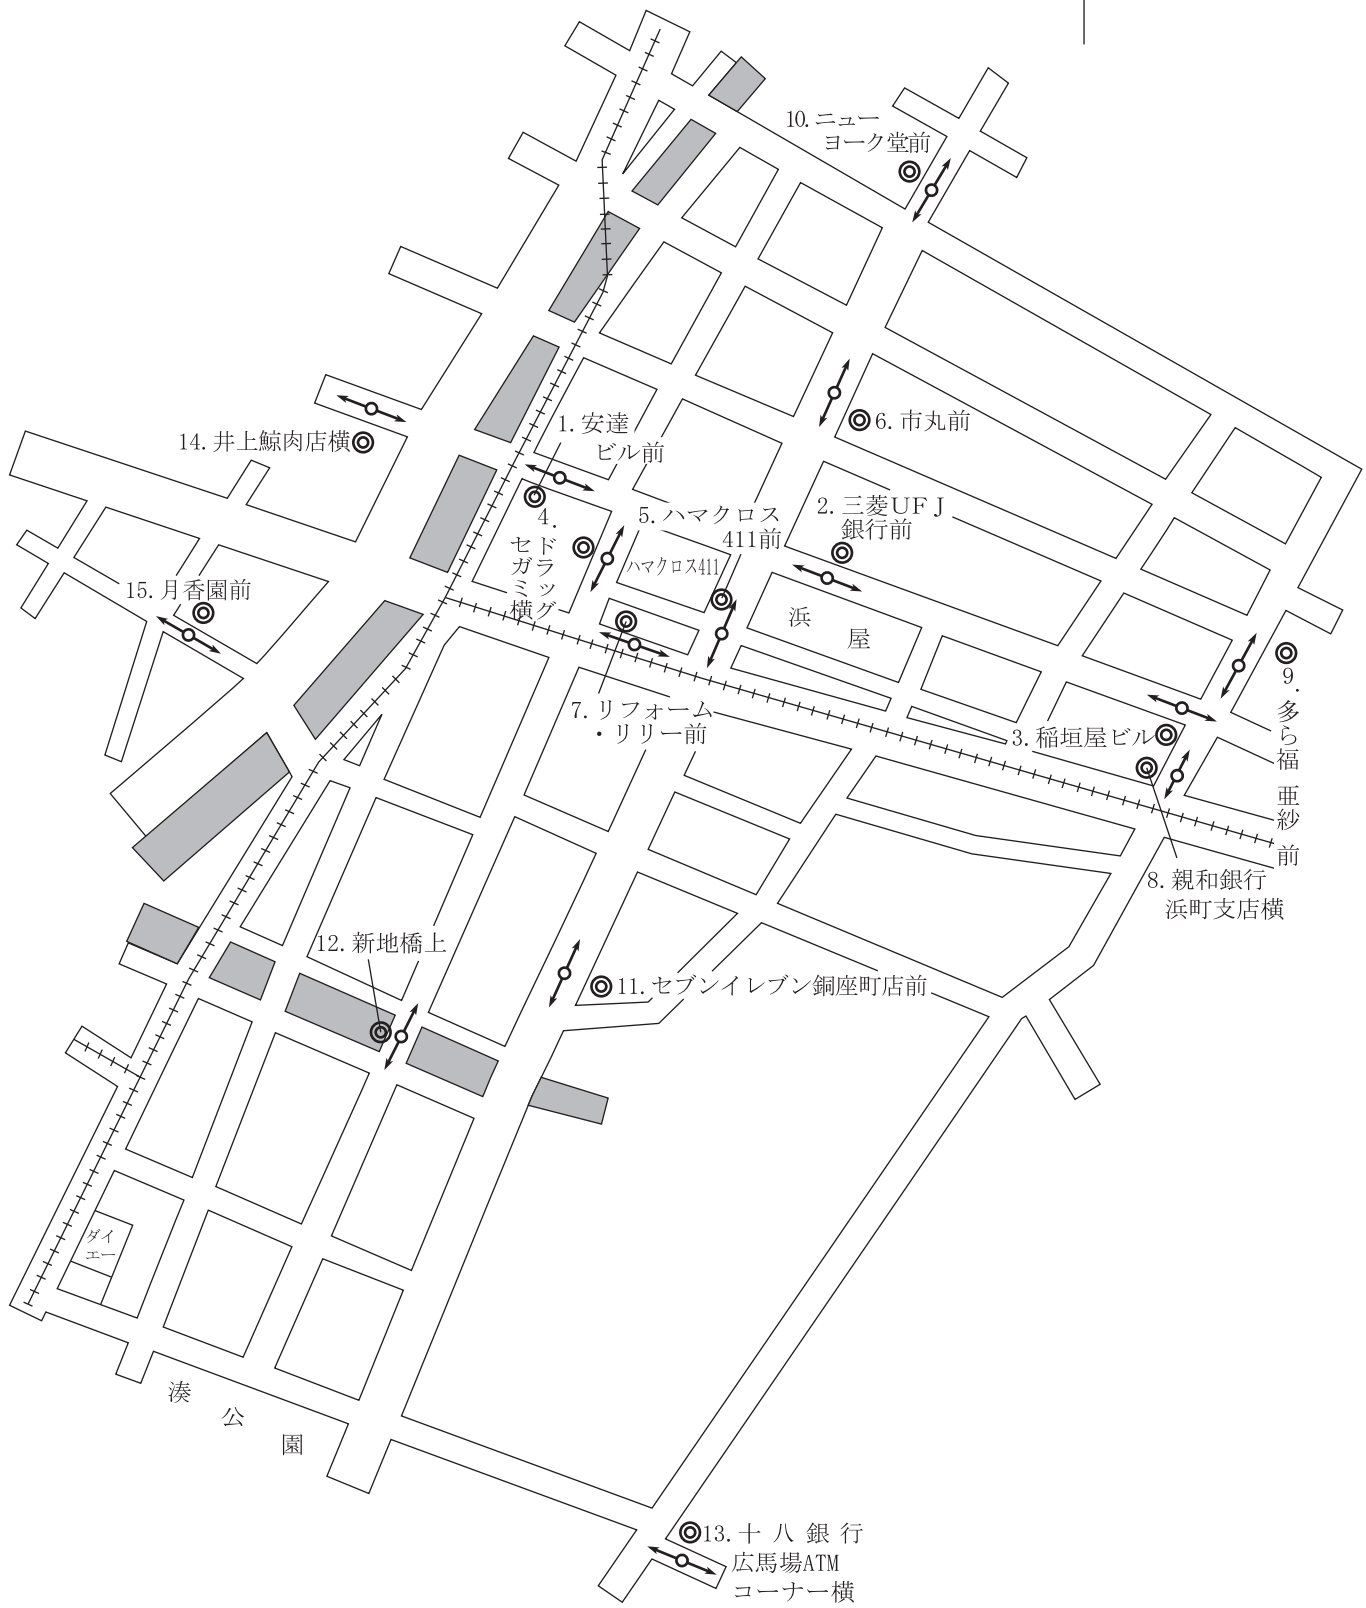 10.ニュー
ヨーク堂前
14.井上鯨肉店横
1.安達
ビル前
6.市丸前
2.三菱UFJ
銀行前
5.ハマクロス
411前
4.
ドラッグ
セガミ横
ハマクロス411
15.月香園前
浜屋
7.リフォーム
・リリー前
3.稲垣屋ビル
9.多ら福 亜紗 前
8.親和銀行
浜町支店横
12.新地橋上
11.セブンイレブン銅座町店前
ダイ
エー
湊公園
13.十八銀行
広馬場ATM
コーナー横